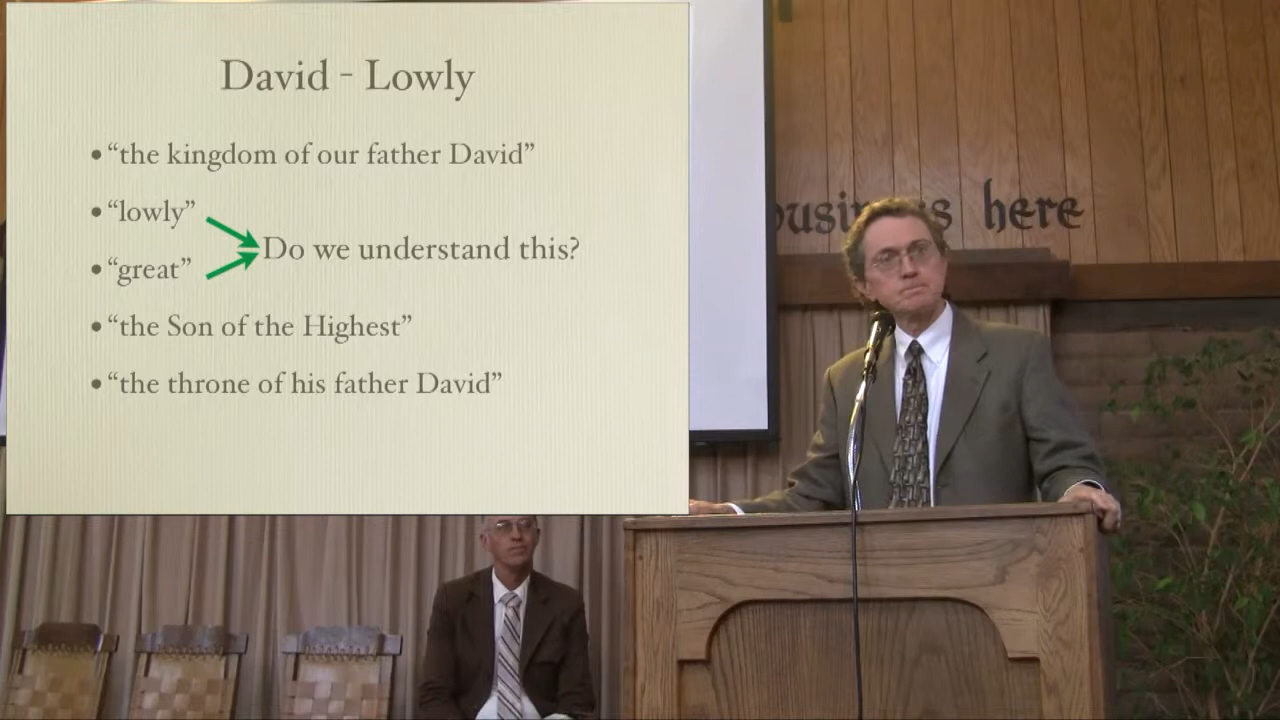 David - Lowly
• “the kingdom of our father David”
• “lowly”
Do we understand this?
• “great”
• “the Son of the Highest”
• “the throne of his father David”
here